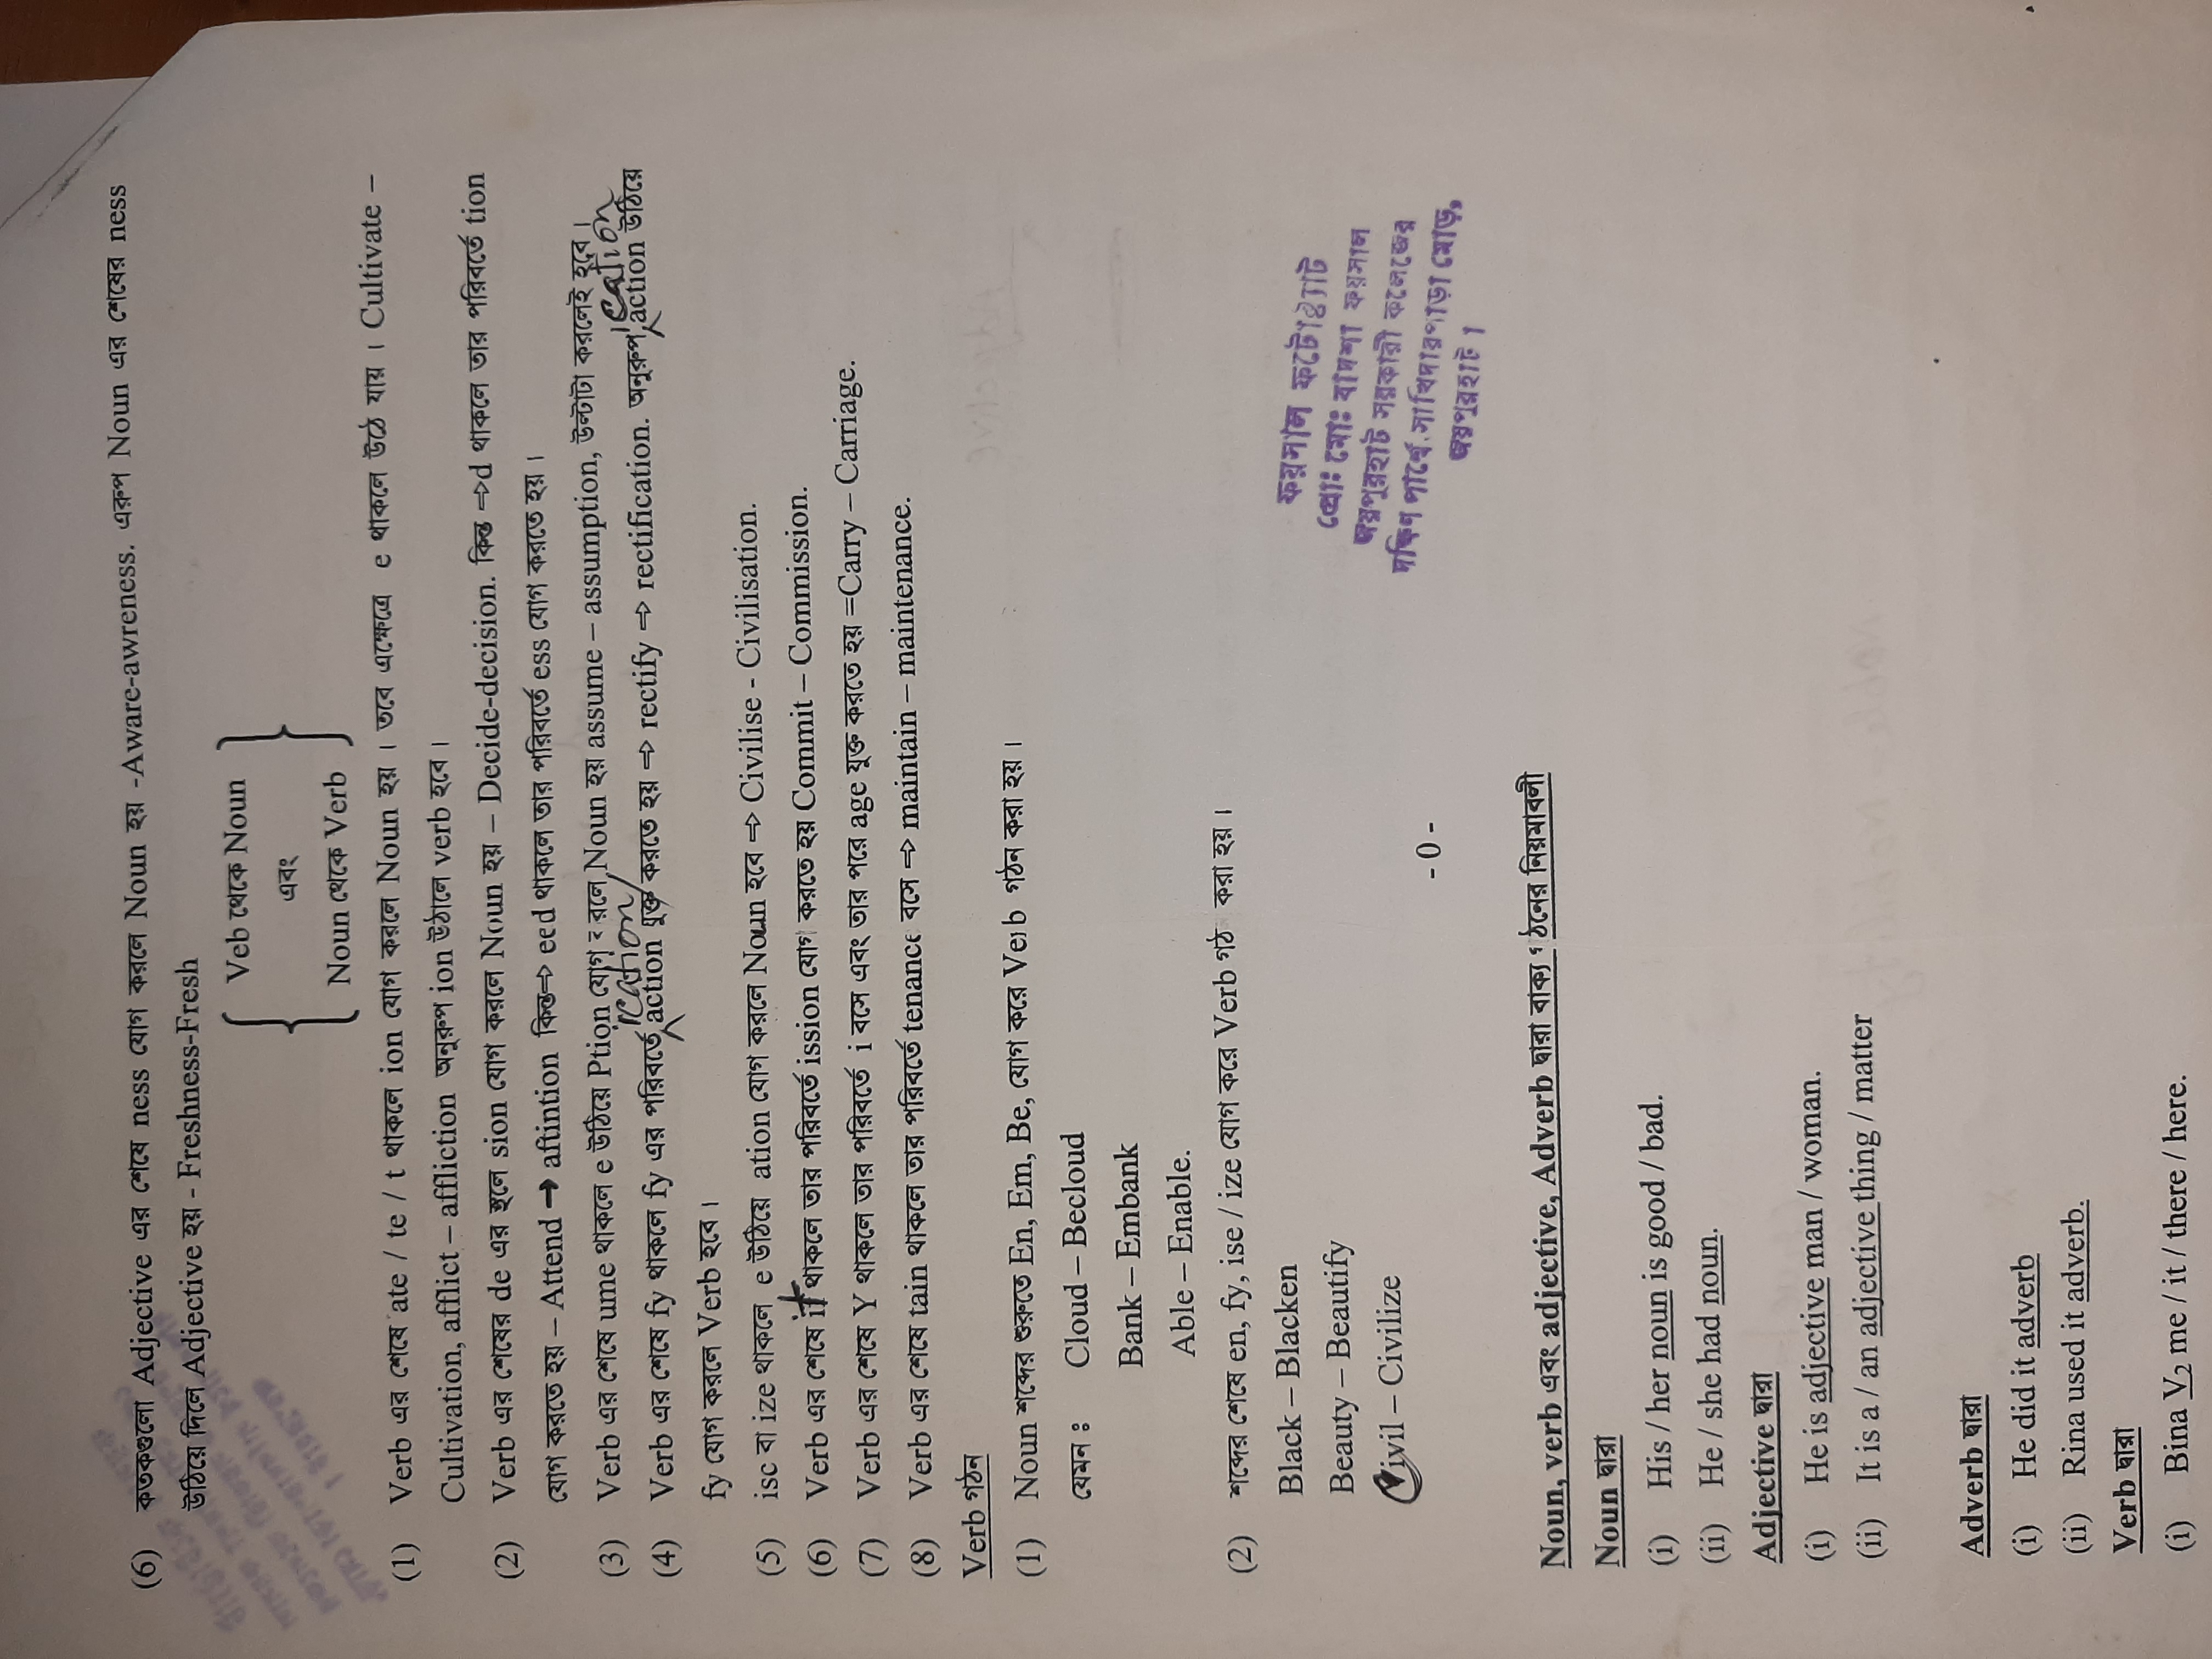 (6) কতকগুলো Adjective এর শেষে ness যোগ করলে Noun হয় -Aware-awreness. এরূপ Noun এর শেষের ness
উঠিয়ে দিলে Adjective হয় - Freshness-Fresh
Veb থেকে Noun
এবং
Noun থেকে Verb
(1) Verb এর শেষে ate / te / t থাকলে ion যোগ করলে Noun হয় । তবে এক্ষেত্রে e থাকলে উঠে যায় । Cultivate –
Cultivation, afflict – affliction অনুরুপ ion উঠালে verb হবে ।
(2) Verb এর শেষের de এর স্থলে sion যোগ করলে Noun হয় – Decide-decision. কিন্তু ⇒d থাকলে তার পরিবর্তে tion
যোগ করতে হয় – Attend ➔ aftintion কিন্তু⇒ eed থাকলে তার পরিবর্তে ess যোগ করতে হয় ।
(3) Verb এর শেষে ume থাকলে e উঠিয়ে Ption যোগ করলে Noun হয় assume – assumption, উল্টাটা করলেই হবে ।
ication ication
(4) Verb এর শেষে fy থাকলে fy এর পরিবর্তে action যুক্ত করতে হয় ⇒ rectify ⇒ rectification. অনুরুপ action উঠিয়ে
fy যোগ করলে Verb হবে ।
(5) isc বা ize থাকলে e উঠিয়ে ation যোগ করলে Noun হবে ⇒ Civilise - Civilisation.
(6) Verb এর শেষে it থাকলে তার পরিবর্তে ission যোগ করতে হয় Commit – Commission.
(7) Verb এর শেষে Y থাকলে তার পরিবর্তে i বসে এবং তার পরে age যুক্ত করতে হয় =Carry – Carriage.
(8) Verb এর শেষে tain থাকলে তার পরিবর্তে tenance বসে ⇒ maintain – maintenance.
Verb গঠন
(1) Noun শব্দের শুরুতে En, Em, Be, যোগ করে Verb গঠন করা হয় ।
যেমন ঃ Cloud – Becloud
Bank – Embank
Able – Enable.
(2) শব্দের শেষে en, fy, ise / ize যোগ করে Verb গঠ করা হয় ।
Black – Blacken
Beauty – Beautify
Civil – Civilize
- 0 -
ফয়সাল ফটোষ্ট্যাট
প্রোঃ মোঃ বাদশা ফয়সাল
জয়পুরহাট সরকারী কলেজের
দক্ষিণ পার্শ্বে, সাখিদারপাড়া মোড়,
জয়পুরহাট ।
Noun, verb এবং adjective, Adverb দ্বারা বাক্য গঠনের নিয়মাবলী
Noun দ্বারা
(i) His / her noun is good / bad.
(ii) He / she had noun.
Adjective দ্বারা
(i) He is adjective man / woman.
(ii) It is a / an adjective thing / matter
Adverb দ্বারা
(i) He did it adverb
(ii) Rina used it adverb.
Verb দ্বারা
(i) Bina V2 me / it / there / here.